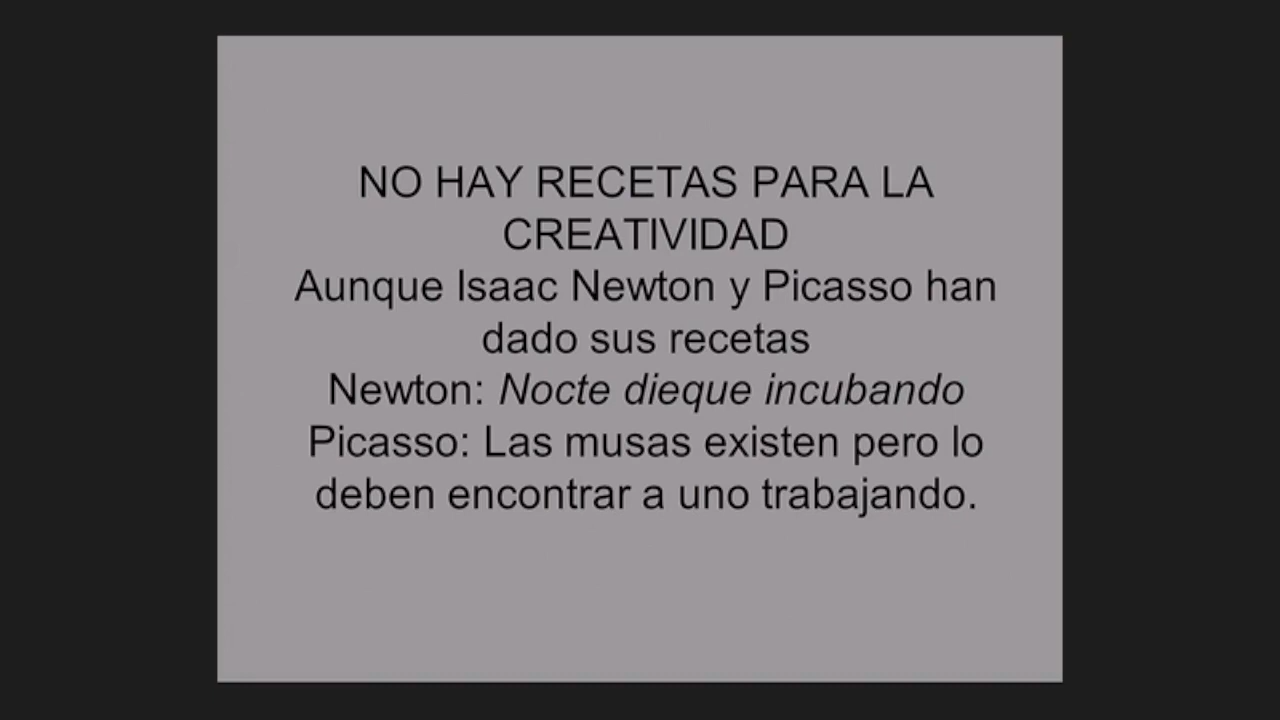 NO HAY RECETAS PARA LA
CREATIVIDAD
Aunque Isaac Newton y Picasso han
dado sus recetas
Newton: Nocte dieque incubando
Picasso: Las musas existen pero lo
deben encontrar a uno trabajando.